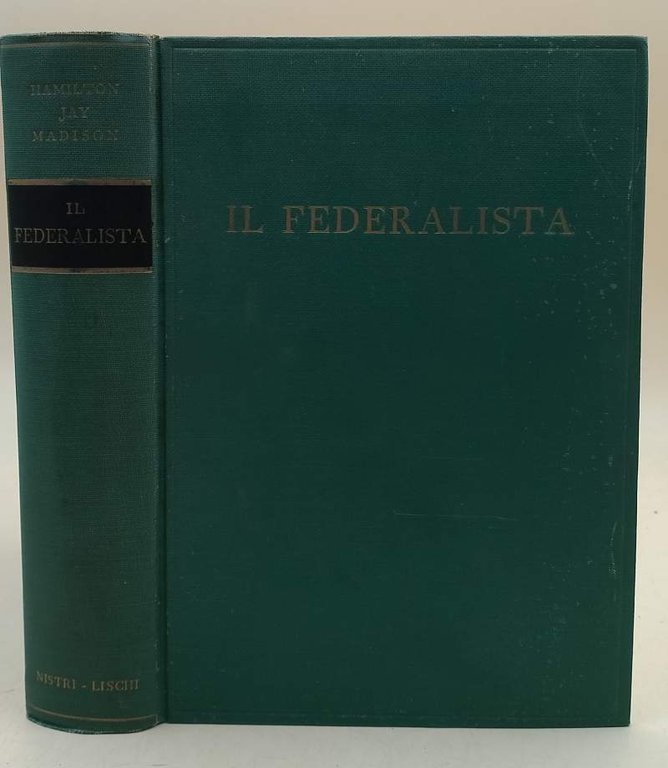 HAMILTON
JAY
MADISON
IL
FEDERALISTA
NISTRI - LISCHI
IL FEDERALISTA